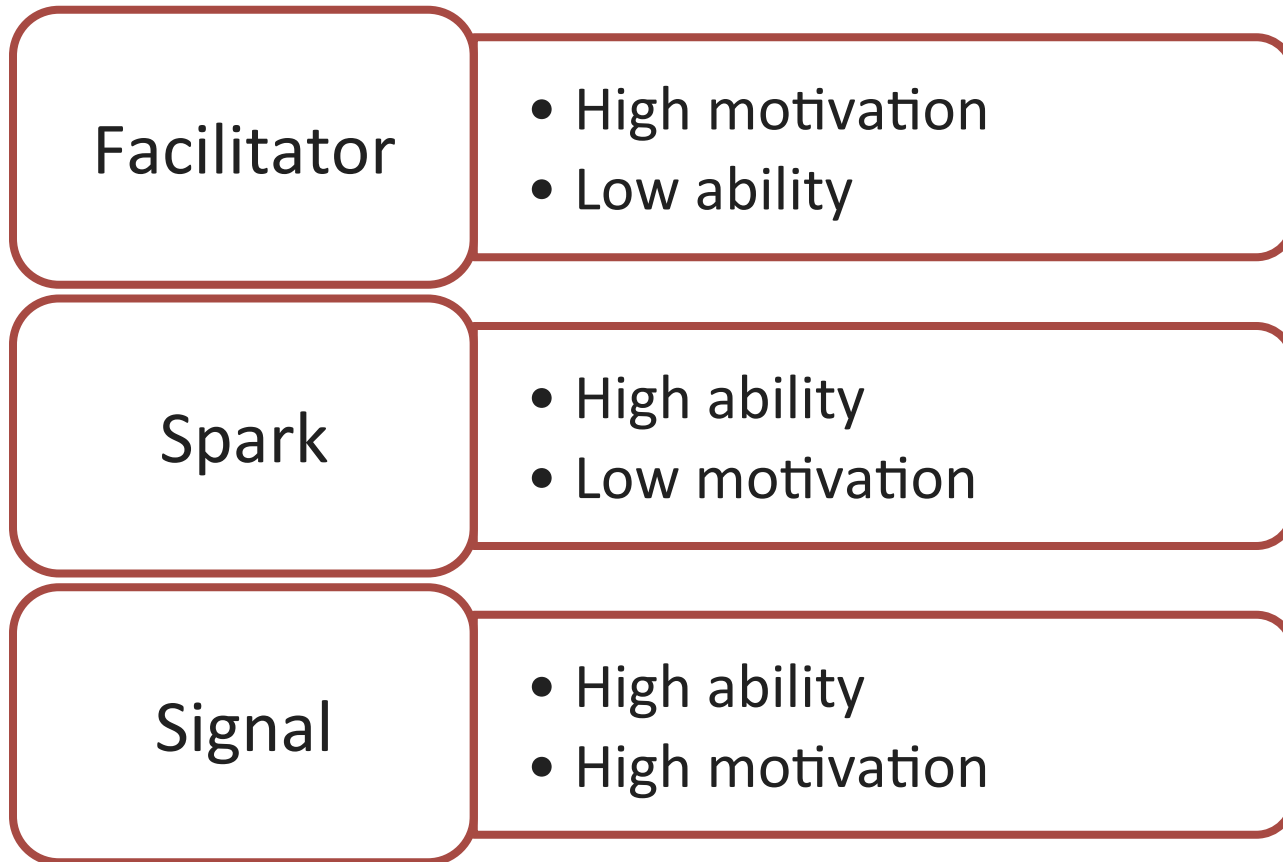 Facilitator
• High motivation
• Low ability
Spark
• High ability
• Low motivation
Signal
• High ability
• High motivation